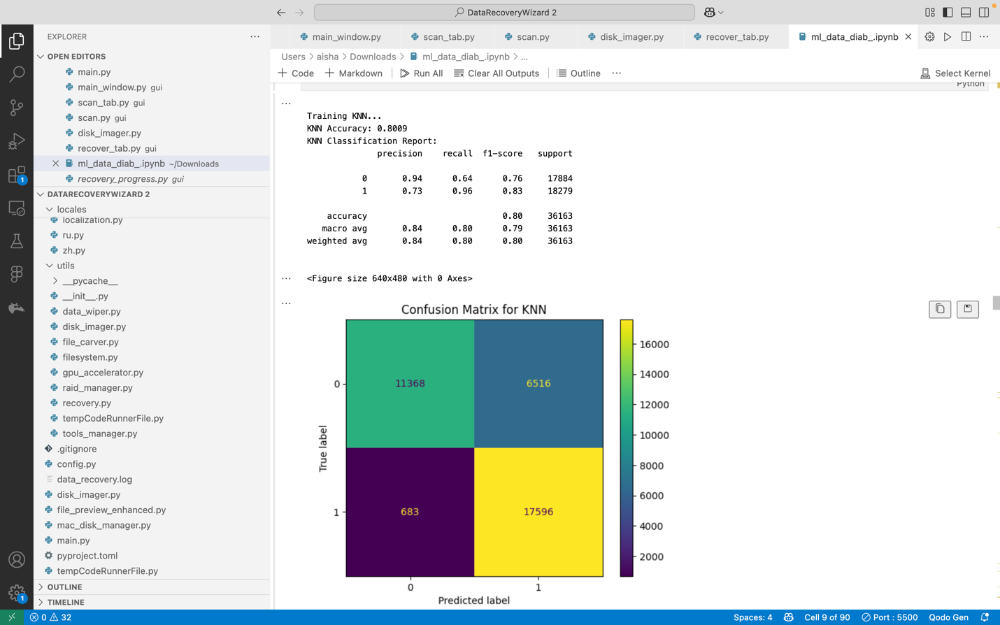 DataRecoveryWizard 2
EXPLORER
OPEN EDITORS
main.py
main_window.py gui
scan_tab.py gui
scan.py gui
disk_imager.py
recover_tab.py gui
ml_data_diab_.ipynb ~/Downloads
recovery_progress.py gui
DATARECOVERYWIZARD 2
locales
localization.py
ru.py
zh.py
utils
__pycache__
__init__.py
data_wiper.py
disk_imager.py
file_carver.py
filesystem.py
gpu_accelerator.py
raid_manager.py
recovery.py
tempCodeRunnerFile.py
tools_manager.py
.gitignore
config.py
data_recovery.log
disk_imager.py
file_preview_enhanced.py
mac_disk_manager.py
main.py
pyproject.toml
tempCodeRunnerFile.py
OUTLINE
TIMELINE
1
1
main_window.py scan_tab.py scan.py disk_imager.py recover_tab.py ml_data_diab_.ipynb
Users > aisha > Downloads > ml_data_diab_.ipynb > ...
+ Code + Markdown Run All Clear All Outputs Outline ... Select Kernel
Python
Training KNN...
KNN Accuracy: 0.8009
KNN Classification Report:
precision recall f1-score support
0 0.94 0.64 0.76 17884
1 0.73 0.96 0.83 18279
accuracy 0.80 36163
macro avg 0.84 0.80 0.79 36163
weighted avg 0.84 0.80 0.80 36163
<Figure size 640x480 with 0 Axes>
Confusion Matrix for KNN
11368 6516
683 17596
True label
0
1
0 1
Predicted label
16000
14000
12000
10000
8000
6000
4000
2000
0 32 Spaces: 4 Cell 9 of 90 Port : 5500 Qodo Gen